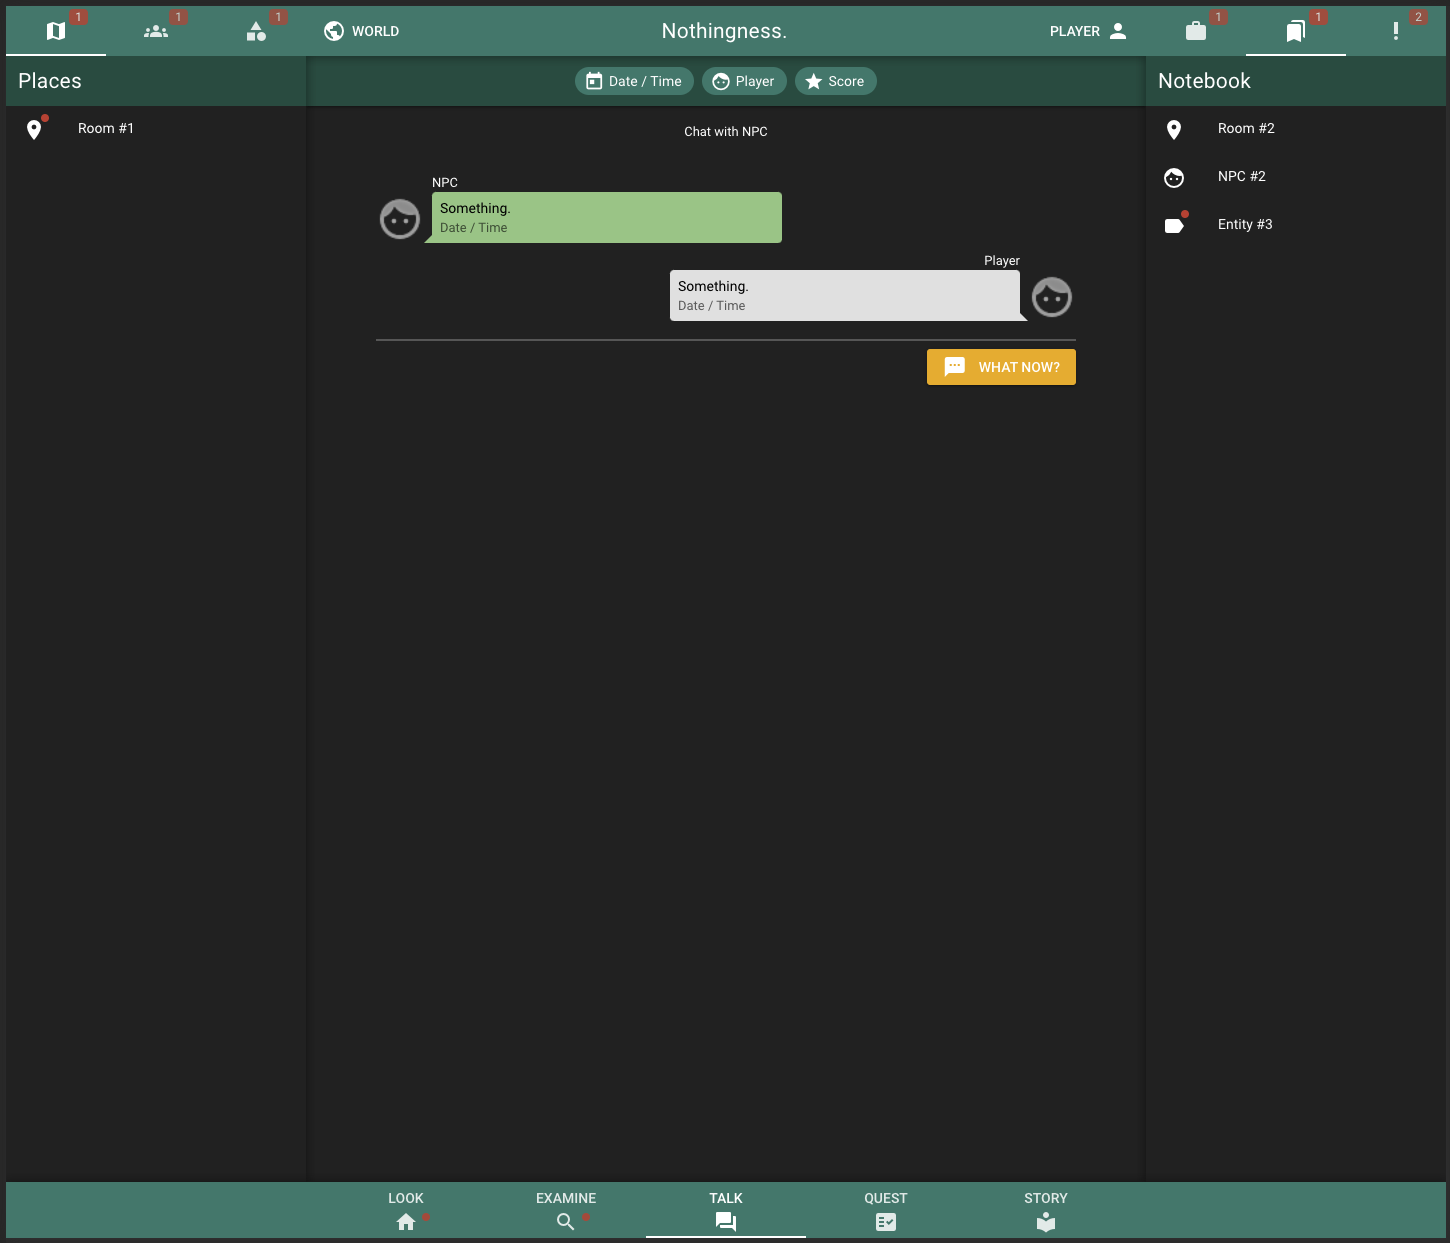 1
1
1
WORLD
Nothingness.
PLAYER
1
1
2
Places
Date / Time
Player
Score
Notebook
Room #1
Chat with NPC
NPC
Something.
Date / Time
Player
Something.
Date / Time
WHAT NOW?
Room #2
NPC #2
Entity #3
LOOK
EXAMINE
TALK
QUEST
STORY